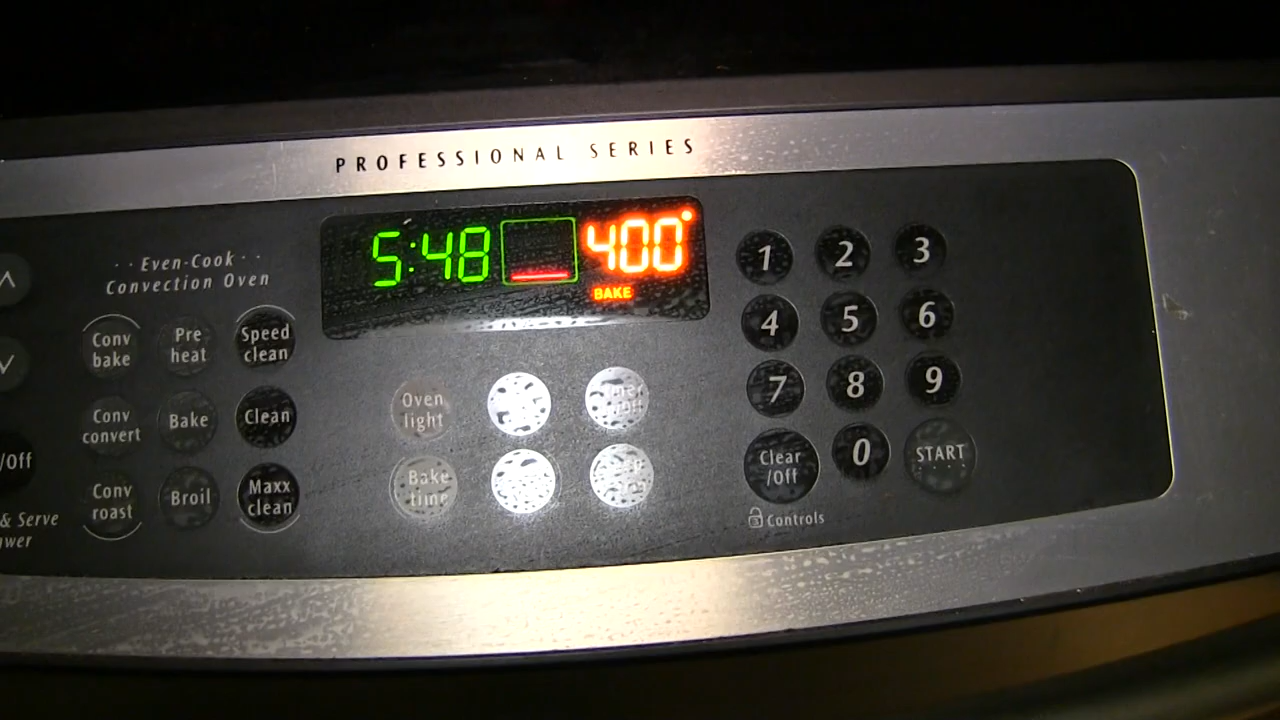 PROFESSIONAL SERIES
5:48
400°
BAKE
Even-Cook
Convection Oven
Conv
bake
Pre
heat
Speed
clean
Conv
convert
Bake
Clean
Conv
roast
Broil
Maxx
clean
/Off
& Serve
Oven
light
Bake
time
1
2
3
4
5
6
7
8
9
Clear
/Off
0
START
Controls